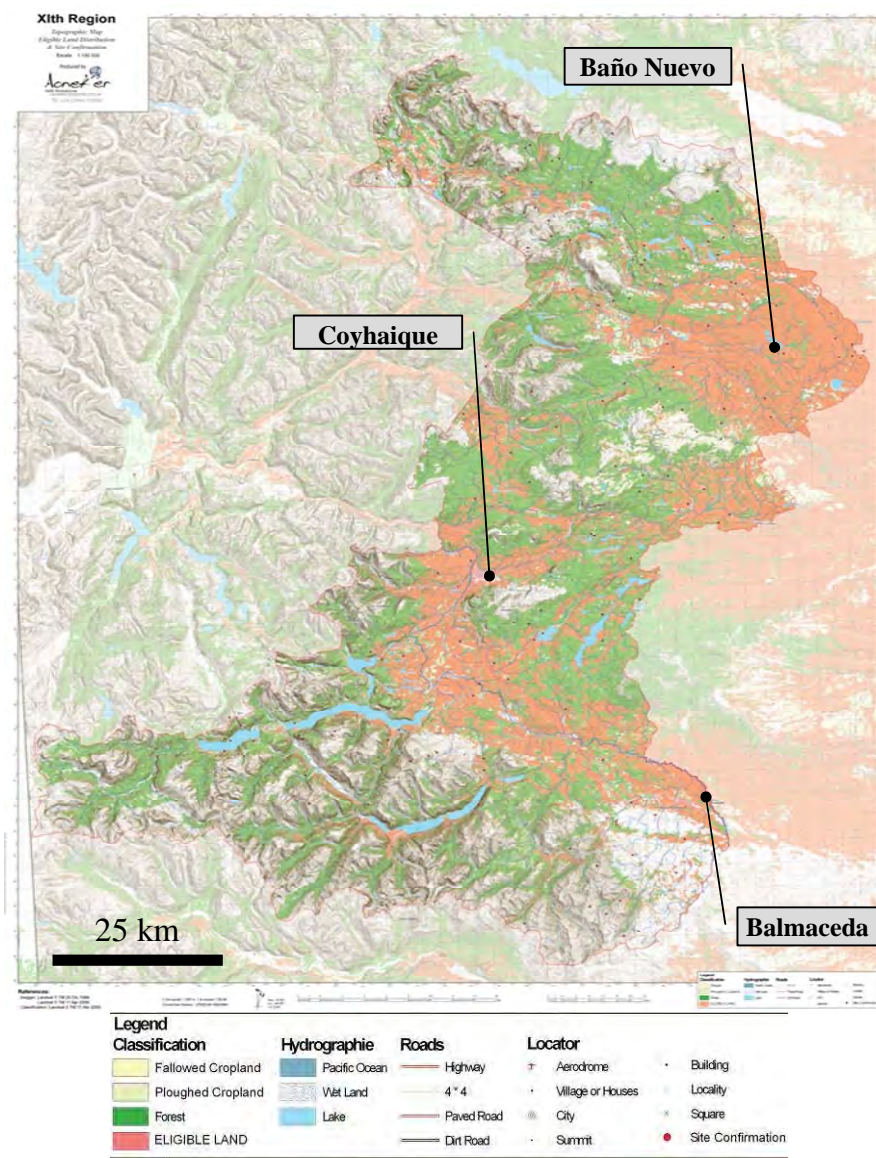 XIth Region
Topographic Map
Eligible Land Distribution
& Site Confirmation
Baño Nuevo
Coyhaique
Balmaceda
25 km
References:
Legend
Classification
Fallowed Cropland
Ploughed Cropland
Forest
ELIGIBLE LAND
Hydrographie
Pacific Ocean
Wet Land
Lake
Roads
Highway
4 * 4
Paved Road
Dirt Road
Locator
Aerodrome
Village or Houses
City
Summit
Building
Locality
Square
Site Confirmation